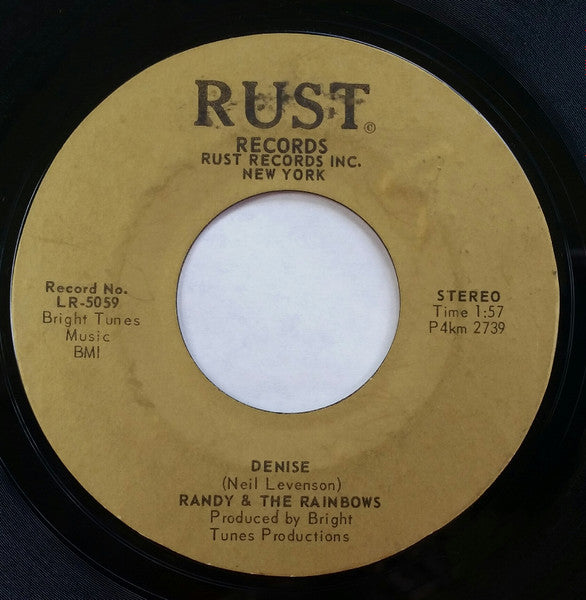 RUST©
RECORDS
RUST RECORDS INC.
NEW YORK
Record No.
LR-5059
Bright Tunes
Music
BMI
STEREO
Time 1:57
P4km 2739
DENISE
(Neil Levenson)
RANDY & THE RAINBOWS
Produced by Bright
Tunes Productions